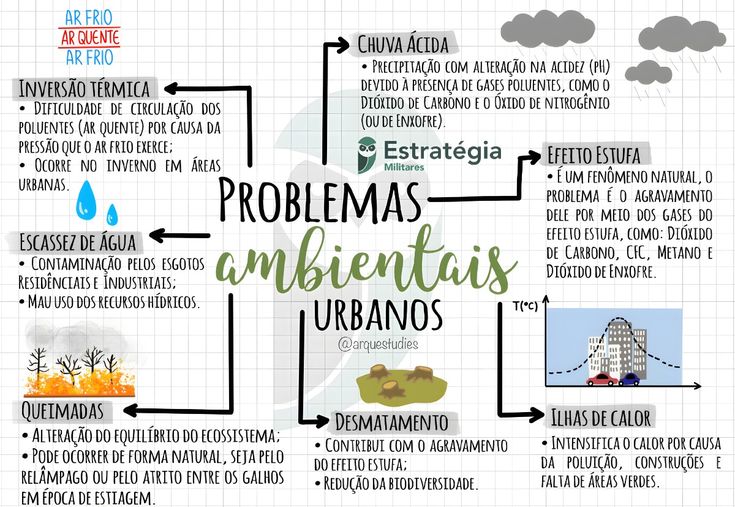 AR FRIO
AR QUENTE
AR FRIO
INVERSÃO TÉRMICA
• DIFICULDADE DE CIRCULAÇÃO DOS
POLUENTES (AR QUENTE) POR CAUSA DA
PRESSÃO QUE O AR FRIO EXERCE;
• OCORRE NO INVERNO EM ÁREAS
URBANAS.
CHUVA ÁCIDA
• PRECIPITAÇÃO COM ALTERAÇÃO NA ACIDEZ (PH)
DEVIDO À PRESENÇA DE GASES POLUENTES, COMO O
DIÓXIDO DE CARBONO E O ÓXIDO DE NITROGÊNIO
(OU DE ENXOFRE).
Estratégia
Militares
EFEITO ESTUFA
• É UM FENÔMENO NATURAL, O
PROBLEMA É O AGRAVAMENTO
DELE POR MEIO DOS GASES DO
EFEITO ESTUFA, COMO: DIÓXIDO
DE CARBONO, CFC, METANO E
DIÓXIDO DE ENXOFRE.
PROBLEMAS
ambientais
URBANOS
@arquestudies
ESCASSEZ DE ÁGUA
• CONTAMINAÇÃO PELOS ESGOTOS
RESIDENCIAIS E INDUSTRIAIS;
• MAU USO DOS RECURSOS HÍDRICOS.
T(°C)
QUEIMADAS
• ALTERAÇÃO DO EQUILÍBRIO DO ECOSSISTEMA;
• PODE OCORRER DE FORMA NATURAL, SEJA PELO
RELÂMPAGO OU PELO ATRITO ENTRE OS GALHOS
EM ÉPOCA DE ESTIAGEM.
DESMATAMENTO
• CONTRIBUI COM O AGRAVAMENTO
DO EFEITO ESTUFA;
• REDUÇÃO DA BIODIVERSIDADE.
ILHAS DE CALOR
• INTENSIFICA O CALOR POR CAUSA
DA POLUIÇÃO, CONSTRUÇÕES E
FALTA DE ÁREAS VERDES.